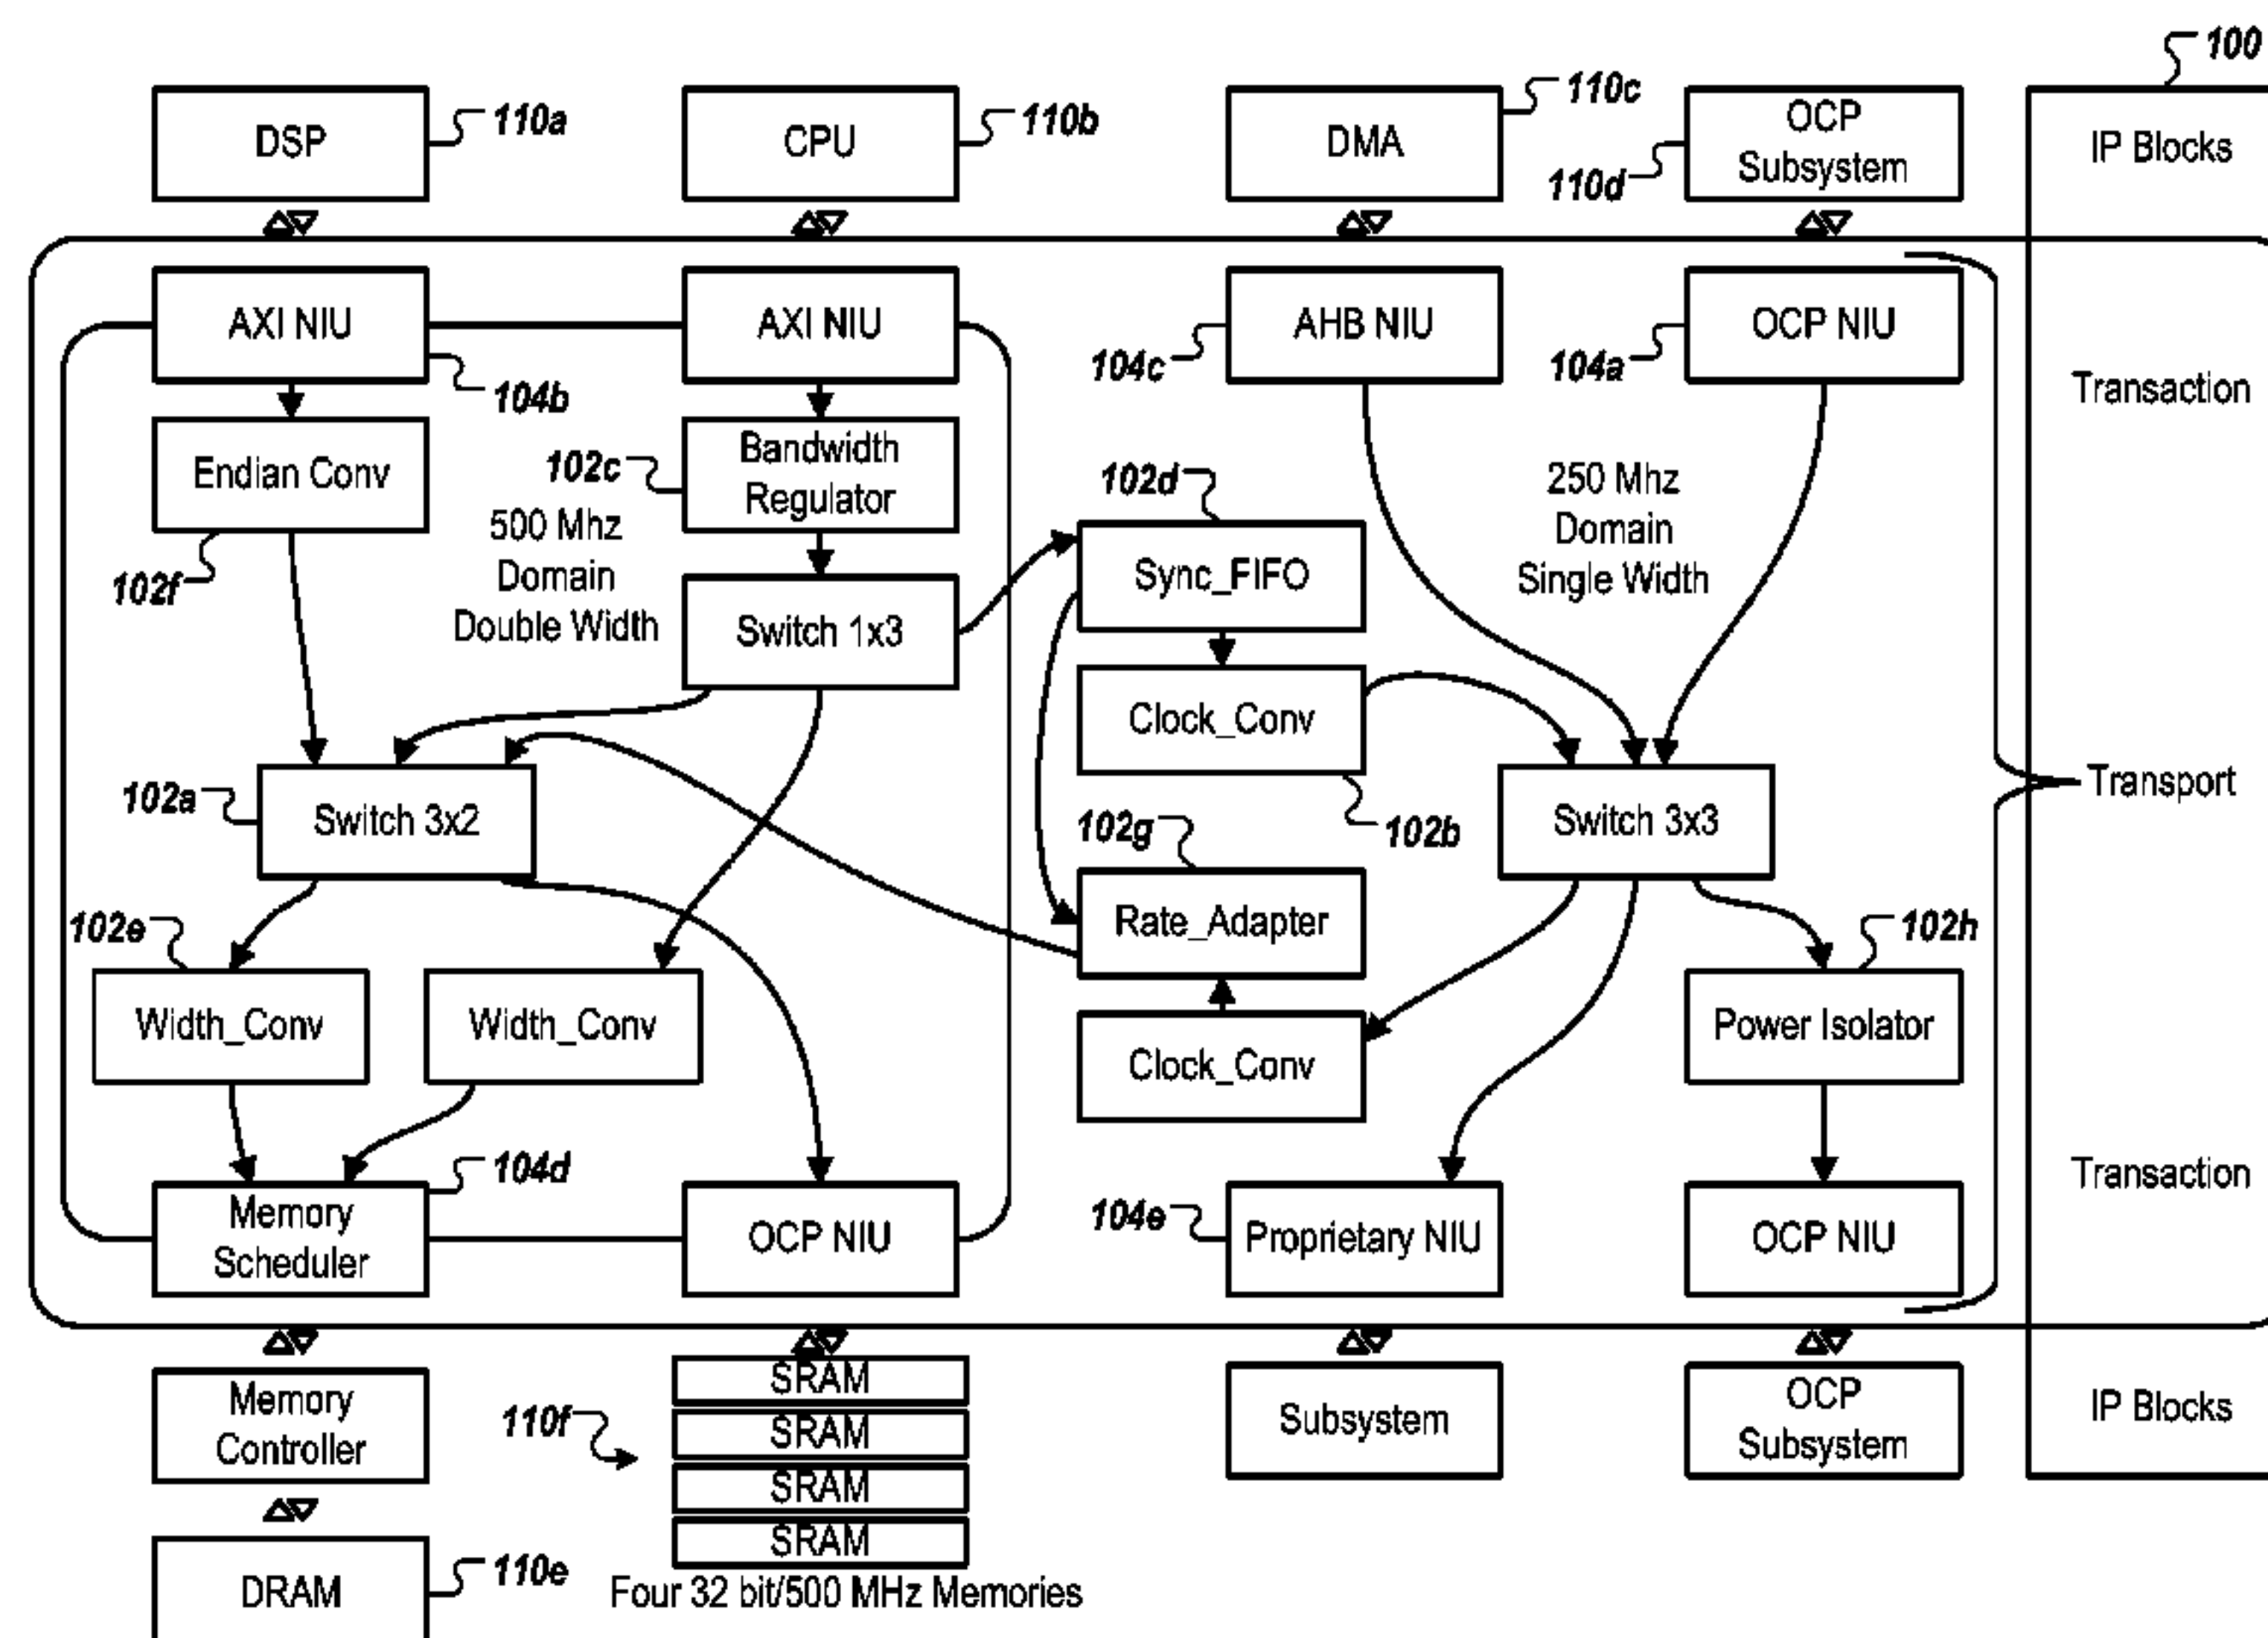 100
DSP
110a
CPU
110b
DMA
110c
OCP
Subsystem
110d
IP Blocks
AXI NIU
104b
AXI NIU
AHB NIU
104c
OCP NIU
104a
Transaction
Endian Conv
102f
500 Mhz
Domain
Double Width
Bandwidth
Regulator
102c
102d
Sync_FIFO
250 Mhz
Domain
Single Width
Switch 1x3
Clock_Conv
102b
Switch 3x2
102a
Switch 3x3
Transport
102g
Rate_Adapter
102e
Width_Conv
Width_Conv
Clock_Conv
102h
Power Isolator
Memory
Scheduler
104d
OCP NIU
104e
Proprietary NIU
OCP NIU
Transaction
Memory
Controller
110f
SRAM
SRAM
SRAM
SRAM
Four 32 bit/500 MHz Memories
Subsystem
OCP
Subsystem
IP Blocks
DRAM
110e